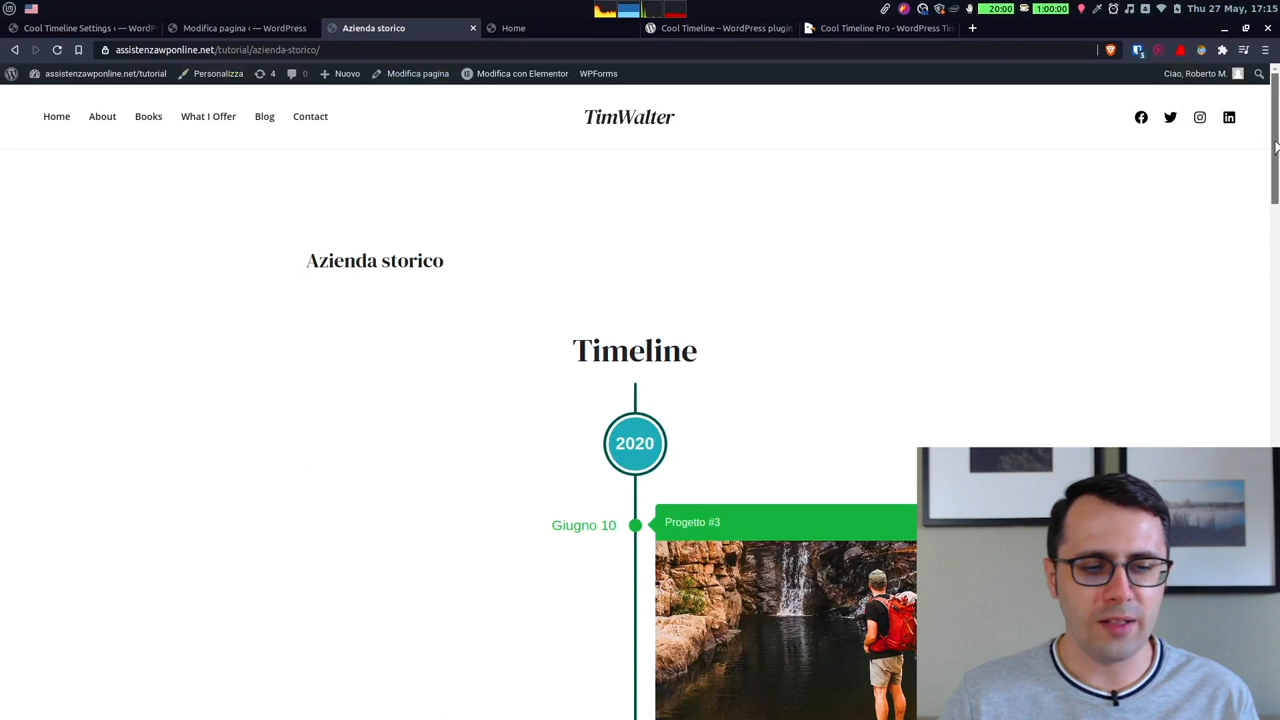 20:00
1:00:00
Thu 27 May, 17:15
Cool Timeline Settings ‹ — WordP
Modifica pagina ‹ — WordPress
Azienda storico
Home
Cool Timeline – WordPress plugin
Cool Timeline Pro - WordPress Tim
assistenzawponline.net/tutorial/azienda-storico/
assistenzawponline.net/tutorial
Personalizza
4
0
Nuovo
Modifica pagina
Modifica con Elementor
WPForms
Ciao, Roberto M.
Home
About
Books
What I Offer
Blog
Contact
TimWalter
Azienda storico
Timeline
2020
Giugno 10
Progetto #3